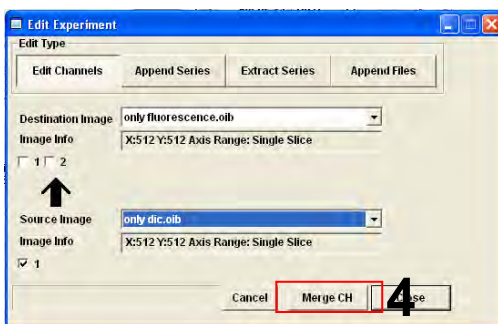 Edit Experiment
Edit Type
Edit Channels Append Series Extract Series Append Files
Destination Image only fluorescence.oib
Image Info X:512 Y:512 Axis Range: Single Slice
1 2
Source Image only dic.oib
Image Info X:512 Y:512 Axis Range: Single Slice
1
Cancel Merge CH 4